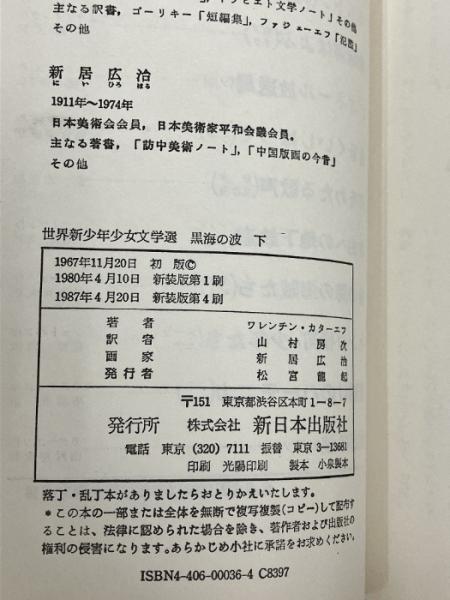 主なる訳書，ゴーリキー「短編集」，ファジェーエフ「
その他
新居広治
にいひろはる
1911年～1974年
日本美術会会員，日本美術家平和会議会員。
主なる著書，「訪中美術ノート」，「中国版画の今昔」
その他
世界新少年少女文学選　黒海の波　下
1967年11月20日　初　版©
1980年4月10日　新装版第1刷
1987年4月20日　新装版第4刷
著者　ワレンチン・カターエフ
訳者　山村房次
画家　新居広治
発行者　松宮龍起
〒151　東京都渋谷区本町1-8-7
発行所　株式会社　新日本出版社
電話　東京（320）7111　振替　東京3-13681
印刷　光陽印刷　製本　小泉製本
落丁・乱丁本がありましたらおとりかえいたします。
＊この本の一部または全体を無断で複写複製（コピー）して配布す
ることは、法律に認められた場合を除き、著作者および出版社の
権利の侵害になります。あらかじめ小社に承諾をお求めください。
ISBN4-406-00036-4 C8397